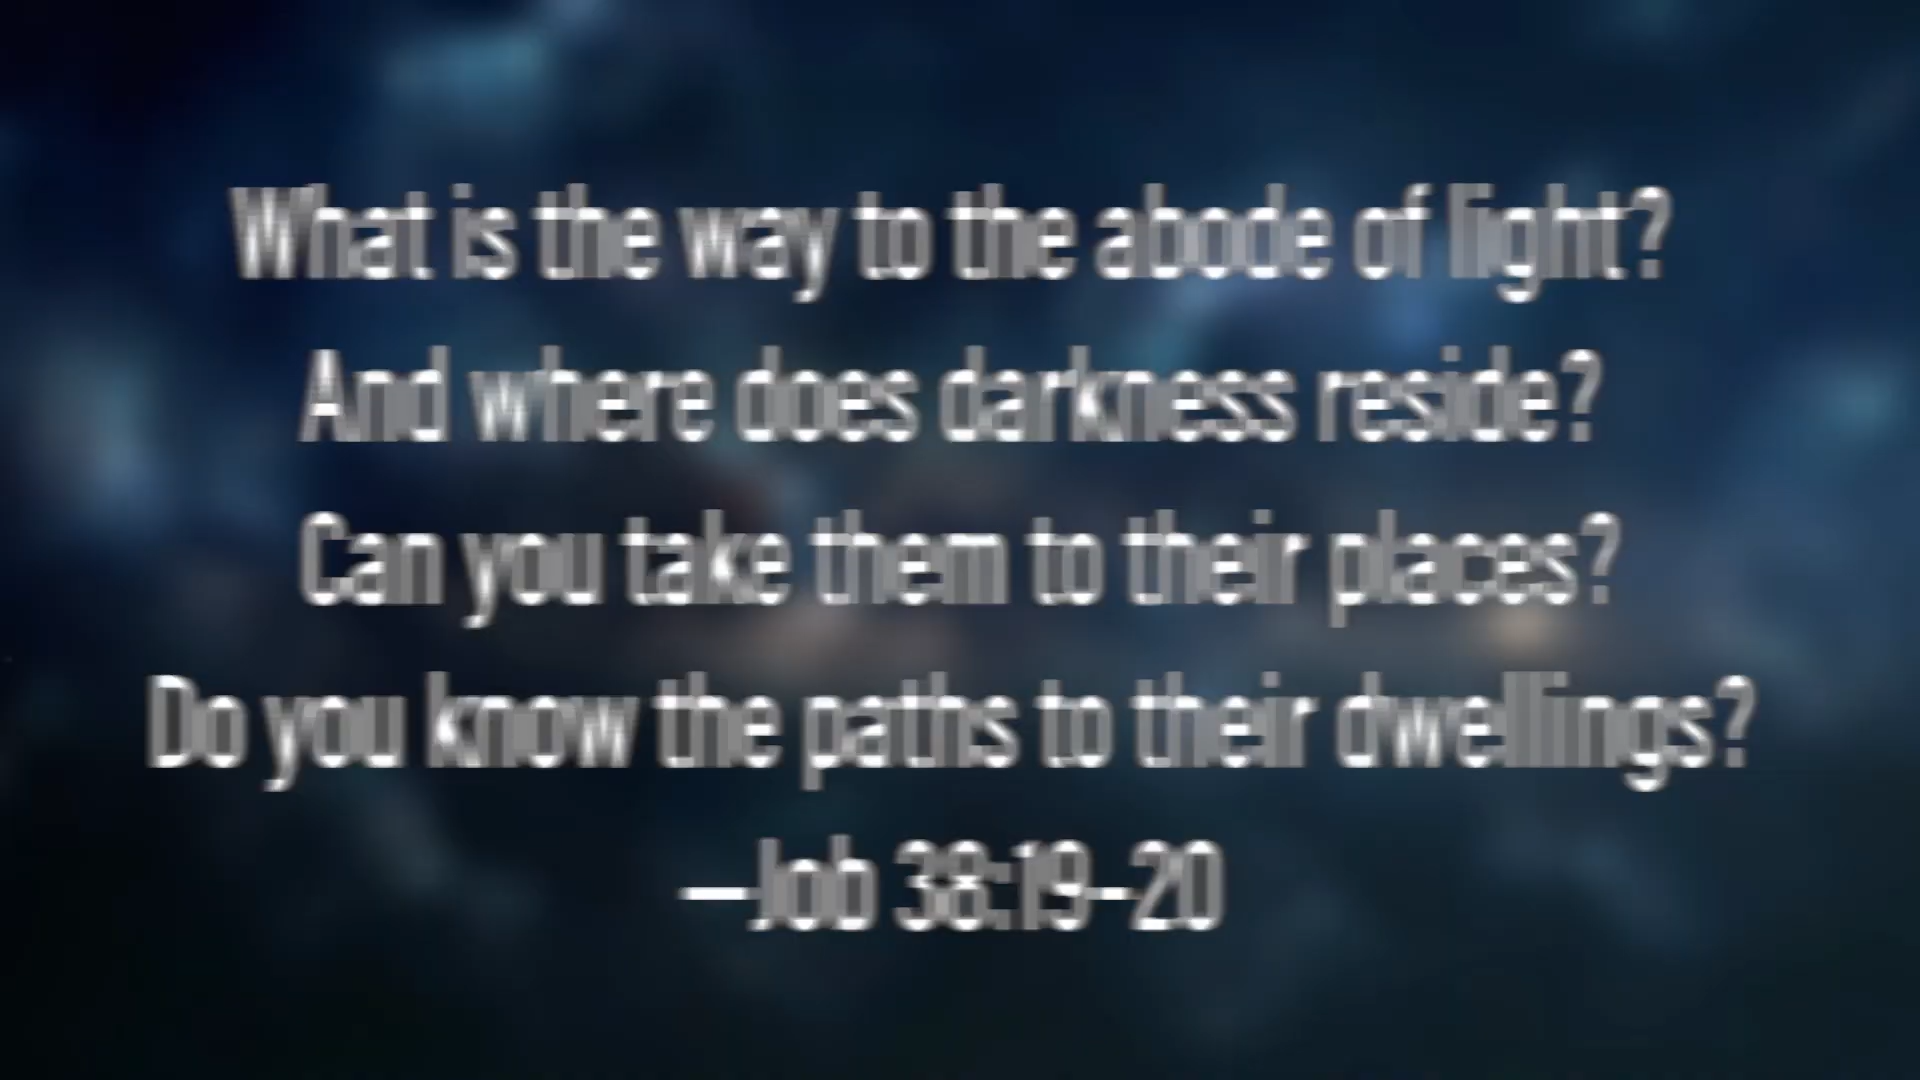 What is the way to the abode of light?
And where does darkness reside?
Can you take them to their places?
Do you know the paths to their dwellings?
—Job 38:19–20